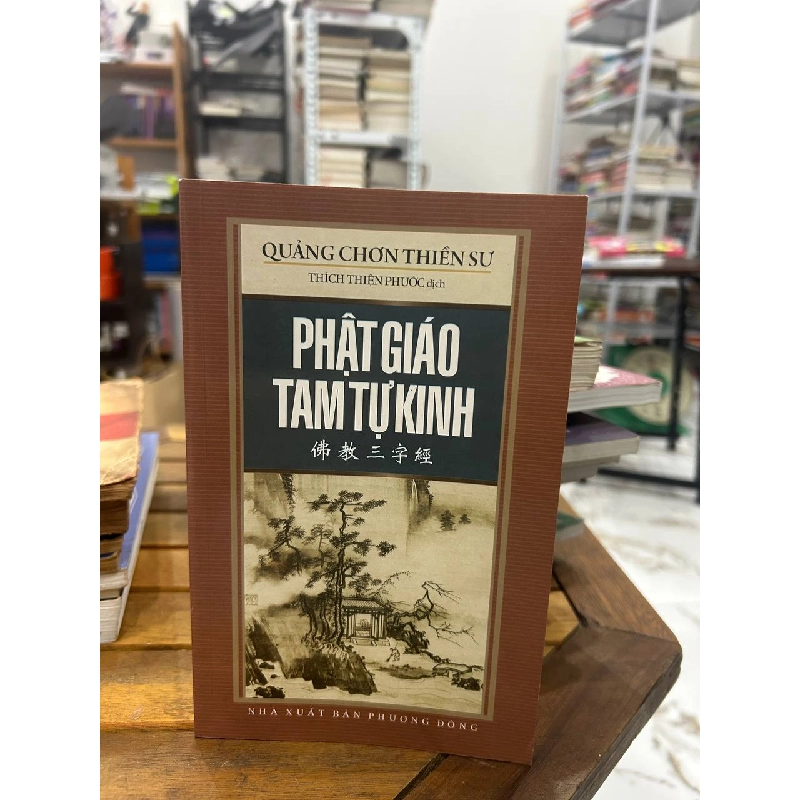 QUẢNG CHƠN THIỀN SƯ
THÍCH THIỆN PHƯỚC dịch
PHẬT GIÁO
TAM TỰ KINH
佛教三字經
NHÀ XUẤT BẢN PHƯƠNG ĐÔNG